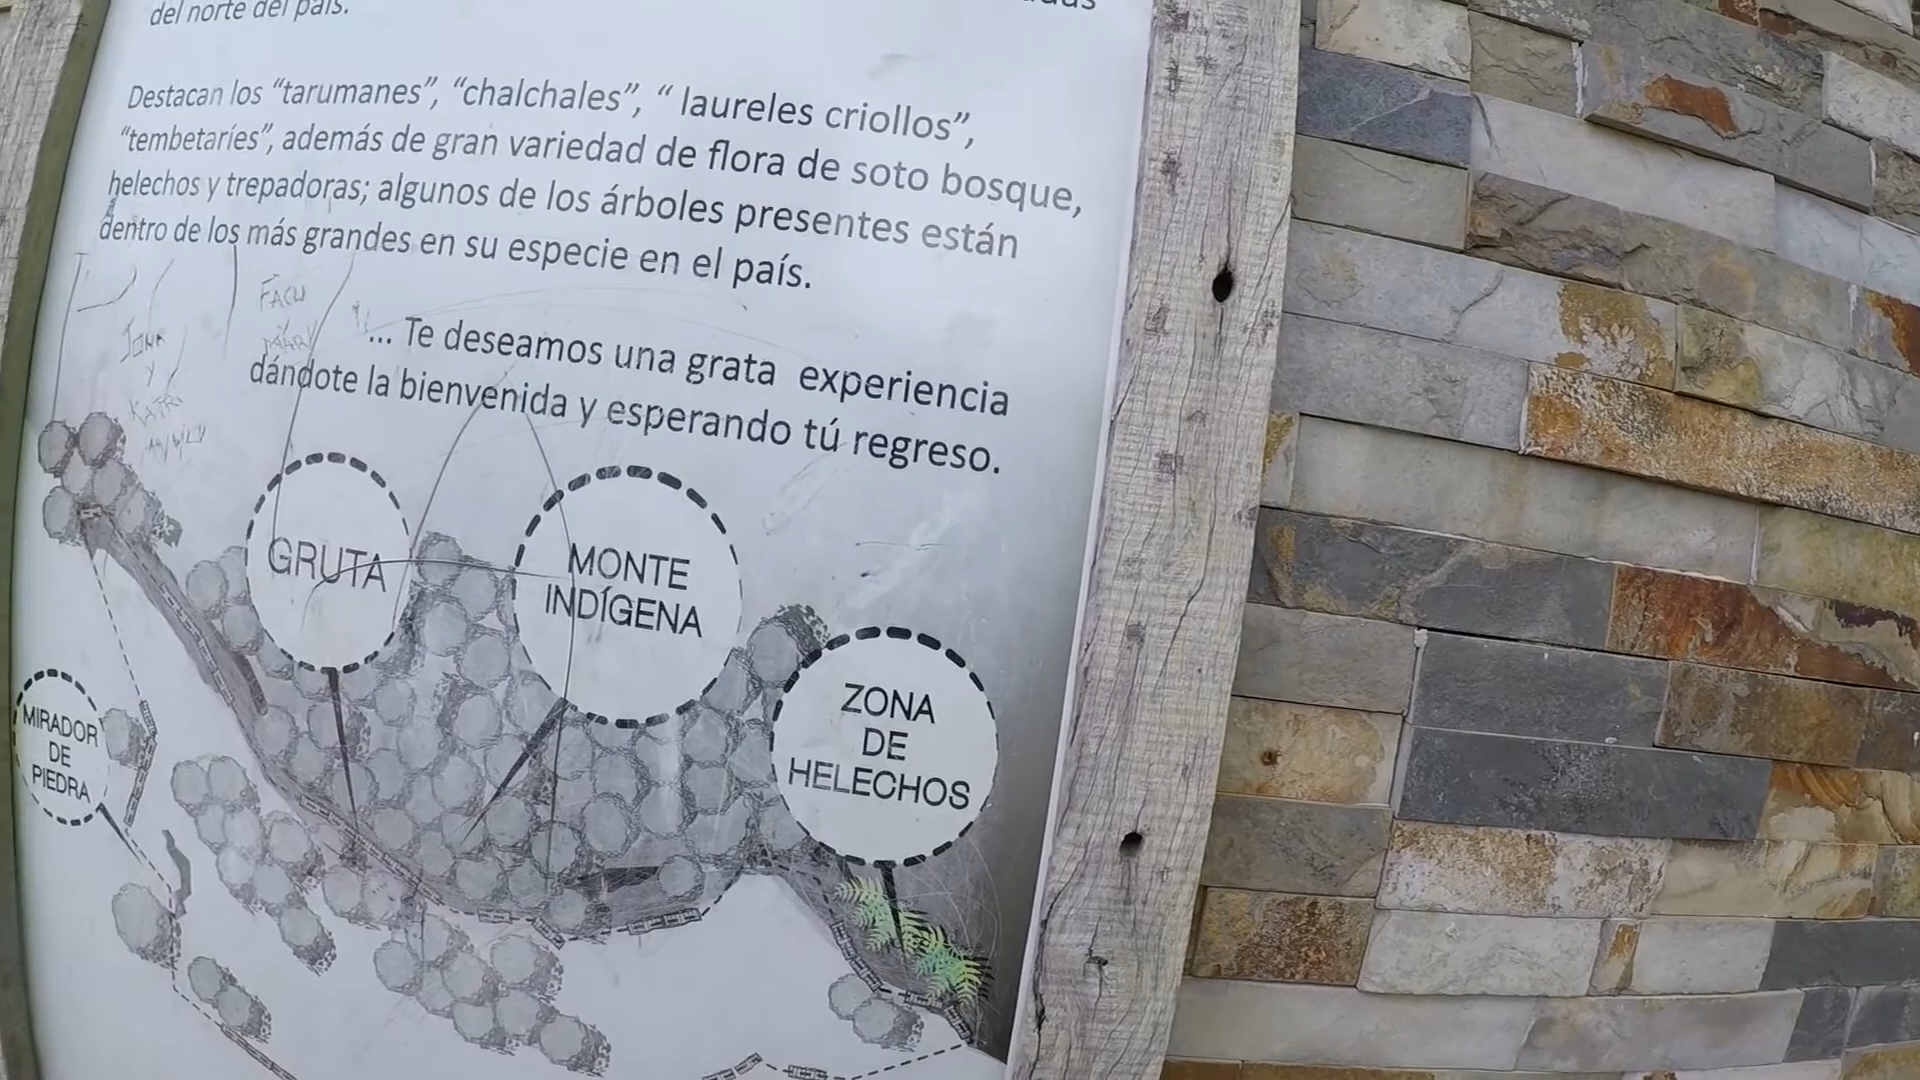 del norte del país.
Destacan los “tarumanes”, “chalchales”, “ laureles criollos”,
“tembetaríes”, además de gran variedad de flora de soto bosque,
helechos y trepadoras; algunos de los árboles presentes están
dentro de los más grandes en su especie en el país.
FACU
JONA
Y
... Te deseamos una grata experiencia
dándote la bienvenida y esperando tú regreso.
GRUTA
MONTE
INDÍGENA
ZONA
DE
HELECHOS
MIRADOR
DE
PIEDRA